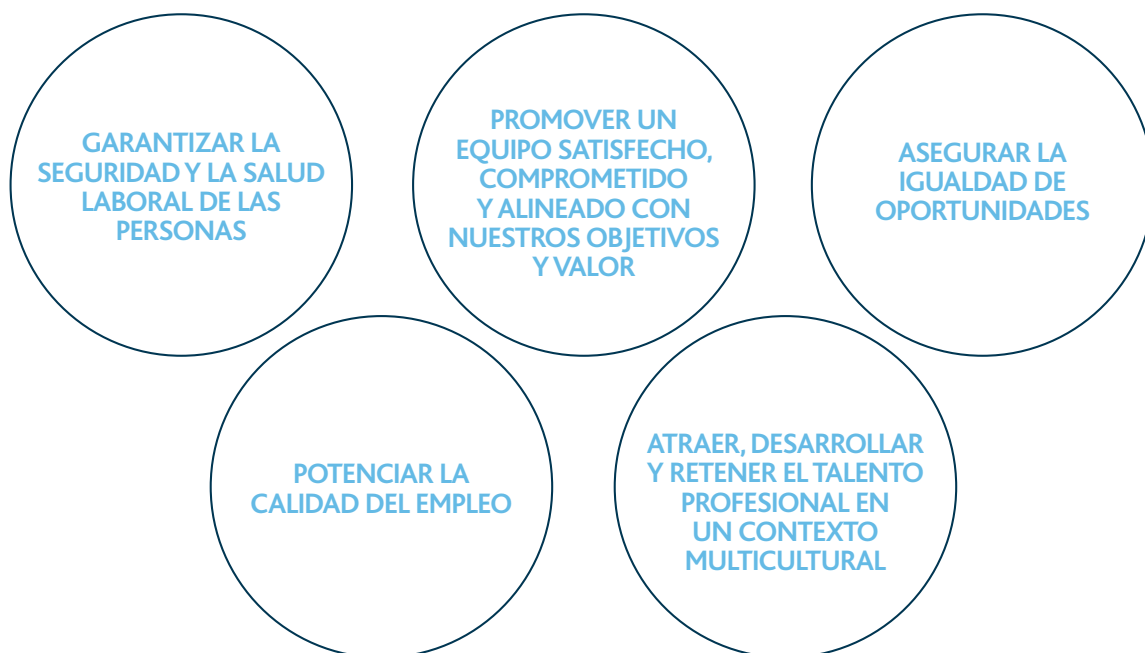 GARANTIZAR LA
SEGURIDAD Y LA SALUD
LABORAL DE LAS
PERSONAS
PROMOVER UN
EQUIPO SATISFECHO,
COMPROMETIDO
Y ALINEADO CON
NUESTROS OBJETIVOS
Y VALOR
ASEGURAR LA
IGUALDAD DE
OPORTUNIDADES
POTENCIAR LA
CALIDAD DEL EMPLEO
ATRAER, DESARROLLAR
Y RETENER EL TALENTO
PROFESIONAL EN
UN CONTEXTO
MULTICULTURAL